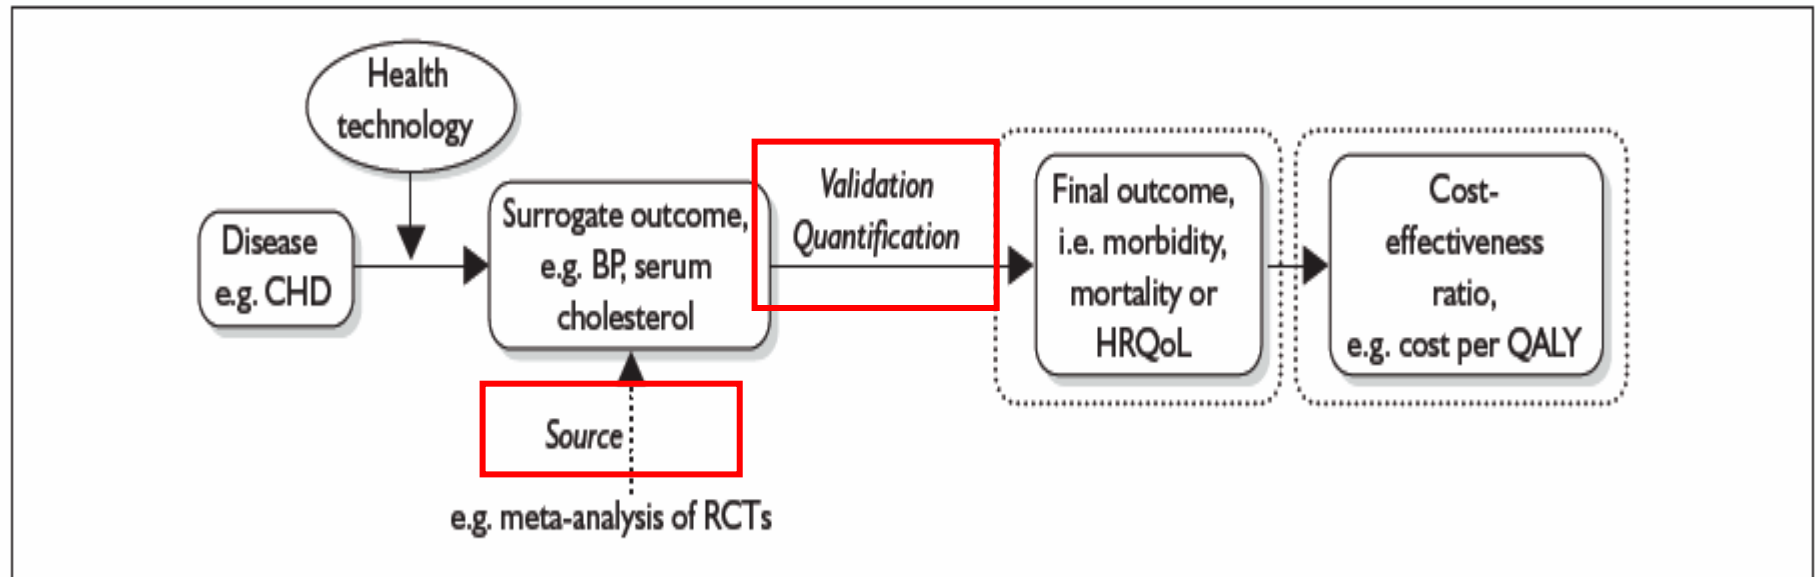 Health
technology
Disease
e.g. CHD
Surrogate outcome,
e.g. BP, serum
cholesterol
Validation
Quantification
Final outcome,
i.e. morbidity,
mortality or
HRQoL
Cost-
effectiveness
ratio,
e.g. cost per QALY
Source
e.g. meta-analysis of RCTs